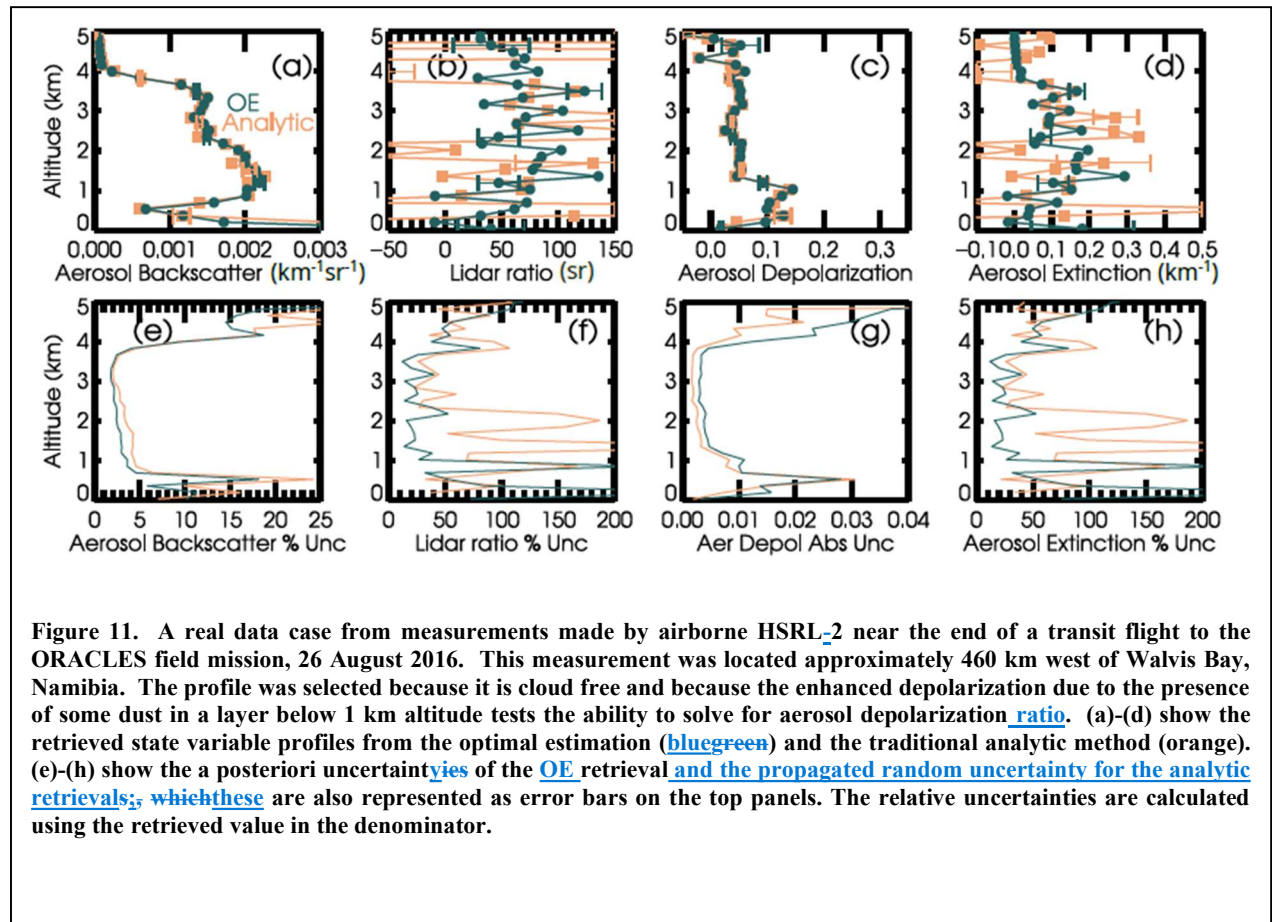 5
4
3
2
1
0
Altitude (km)
(a)
OE
Analytic
0.000 0.001 0.002 0.003
Aerosol Backscatter (km-1sr-1)
(b)
−50 0 50 100 150
Lidar ratio (sr)
(c)
0.0 0.1 0.2 0.3
Aerosol Depolarization
(d)
−0.1 0.0 0.1 0.2 0.3 0.4 0.5
Aerosol Extinction (km-1)
5
4
3
2
1
0
Altitude (km)
(e)
0 5 10 15 20 25
Aerosol Backscatter % Unc
(f)
0 50 100 150 200
Lidar ratio % Unc
(g)
0.00 0.01 0.02 0.03 0.04
Aer Depol Abs Unc
(h)
0 50 100 150 200
Aerosol Extinction % Unc
Figure 11. A real data case from measurements made by airborne HSRL-2 near the end of a transit flight to the
ORACLES field mission, 26 August 2016. This measurement was located approximately 460 km west of Walvis Bay,
Namibia. The profile was selected because it is cloud free and because the enhanced depolarization due to the presence
of some dust in a layer below 1 km altitude tests the ability to solve for aerosol depolarization ratio. (a)-(d) show the
retrieved state variable profiles from the optimal estimation (bluegreen) and the traditional analytic method (orange).
(e)-(h) show the a posteriori uncertaintyies of the OE retrieval and the propagated random uncertainty for the analytic
retrievals;, whichthese are also represented as error bars on the top panels. The relative uncertainties are calculated
using the retrieved value in the denominator.